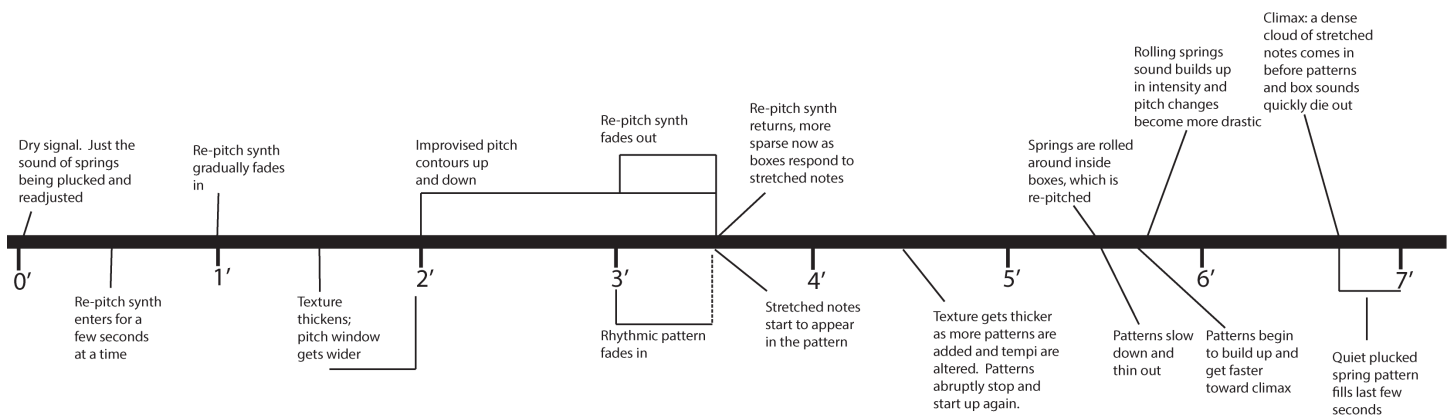 Climax: a dense
cloud of stretched
notes comes in
before patterns
and box sounds
quickly die out
Rolling springs
sound builds up
in intensity and
pitch changes
become more drastic
Re-pitch synth
returns, more
sparse now as
boxes respond to
stretched notes
Re-pitch synth
fades out
Dry signal.  Just the
sound of springs
being plucked and
readjusted
Re-pitch synth
gradually fades
in
Improvised pitch
contours up
and down
Springs are rolled
around inside
boxes, which is
re-pitched
0'
1'
2'
3'
4'
5'
6'
7'
Re-pitch synth
enters for a
few seconds
at a time
Texture
thickens;
pitch window
gets wider
Rhythmic pattern
fades in
Stretched notes
start to appear
in the pattern
Texture gets thicker
as more patterns are
added and tempi are
altered.  Patterns
abruptly stop and
start up again.
Patterns slow
down and
thin out
Patterns begin
to build up and
get faster
toward climax
Quiet plucked
spring pattern
fills last few
seconds